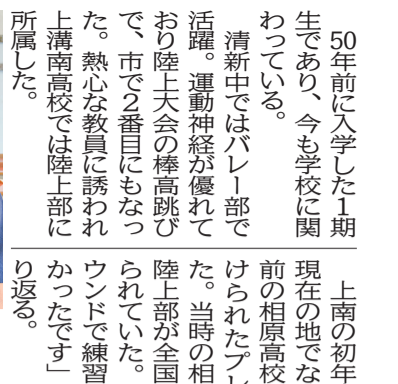 50年前に入学した1期
生であり、今も学校に関
わっている。
清新中ではバレー部で
活躍。運動神経が優れて
おり陸上大会の棒高跳び
で、市で2番目にもなっ
た。熱心な教員に誘われ
上溝南高校では陸上部に
所属した。
上南の初年
現在の地でな
前の相原高校
けられたプレ
た。当時の相
陸上部が全国
られていた。
ウンドで練習
かったです」
り返る。